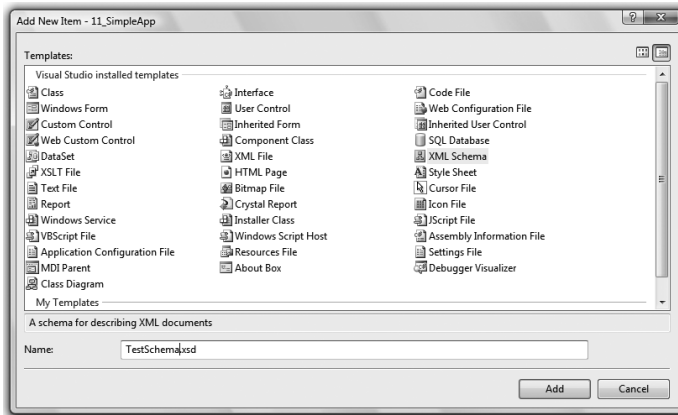 Add New Item - 11_SimpleApp
Templates:
Visual Studio installed templates
Class Interface Code File
Windows Form User Control Web Configuration File
Custom Control Inherited Form Inherited User Control
Web Custom Control Component Class SQL Database
DataSet XML File XML Schema
XSLT File HTML Page Style Sheet
Text File Bitmap File Cursor File
Report Crystal Report Icon File
Windows Service Installer Class JScript File
VBScript File Windows Script Host Assembly Information File
Application Configuration File Resources File Settings File
MDI Parent About Box Debugger Visualizer
Class Diagram
My Templates
A schema for describing XML documents
Name: TestSchema.xsd
Add Cancel